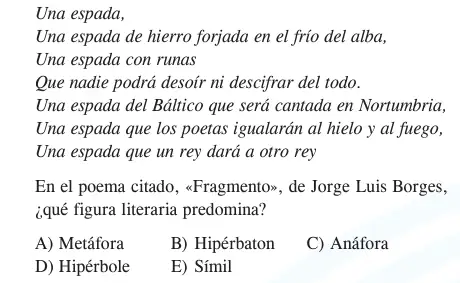 Una espada,
Una espada de hierro forjada en el frío del alba,
Una espada con runas
Que nadie podrá desoír ni descifrar del todo.
Una espada del Báltico que será cantada en Nortumbria,
Una espada que los poetas igualarán al hielo y al fuego,
Una espada que un rey dará a otro rey
En el poema citado, «Fragmento», de Jorge Luis Borges,
¿qué figura literaria predomina?
A) Metáfora B) Hipérbaton C) Anáfora
D) Hipérbole E) Símil